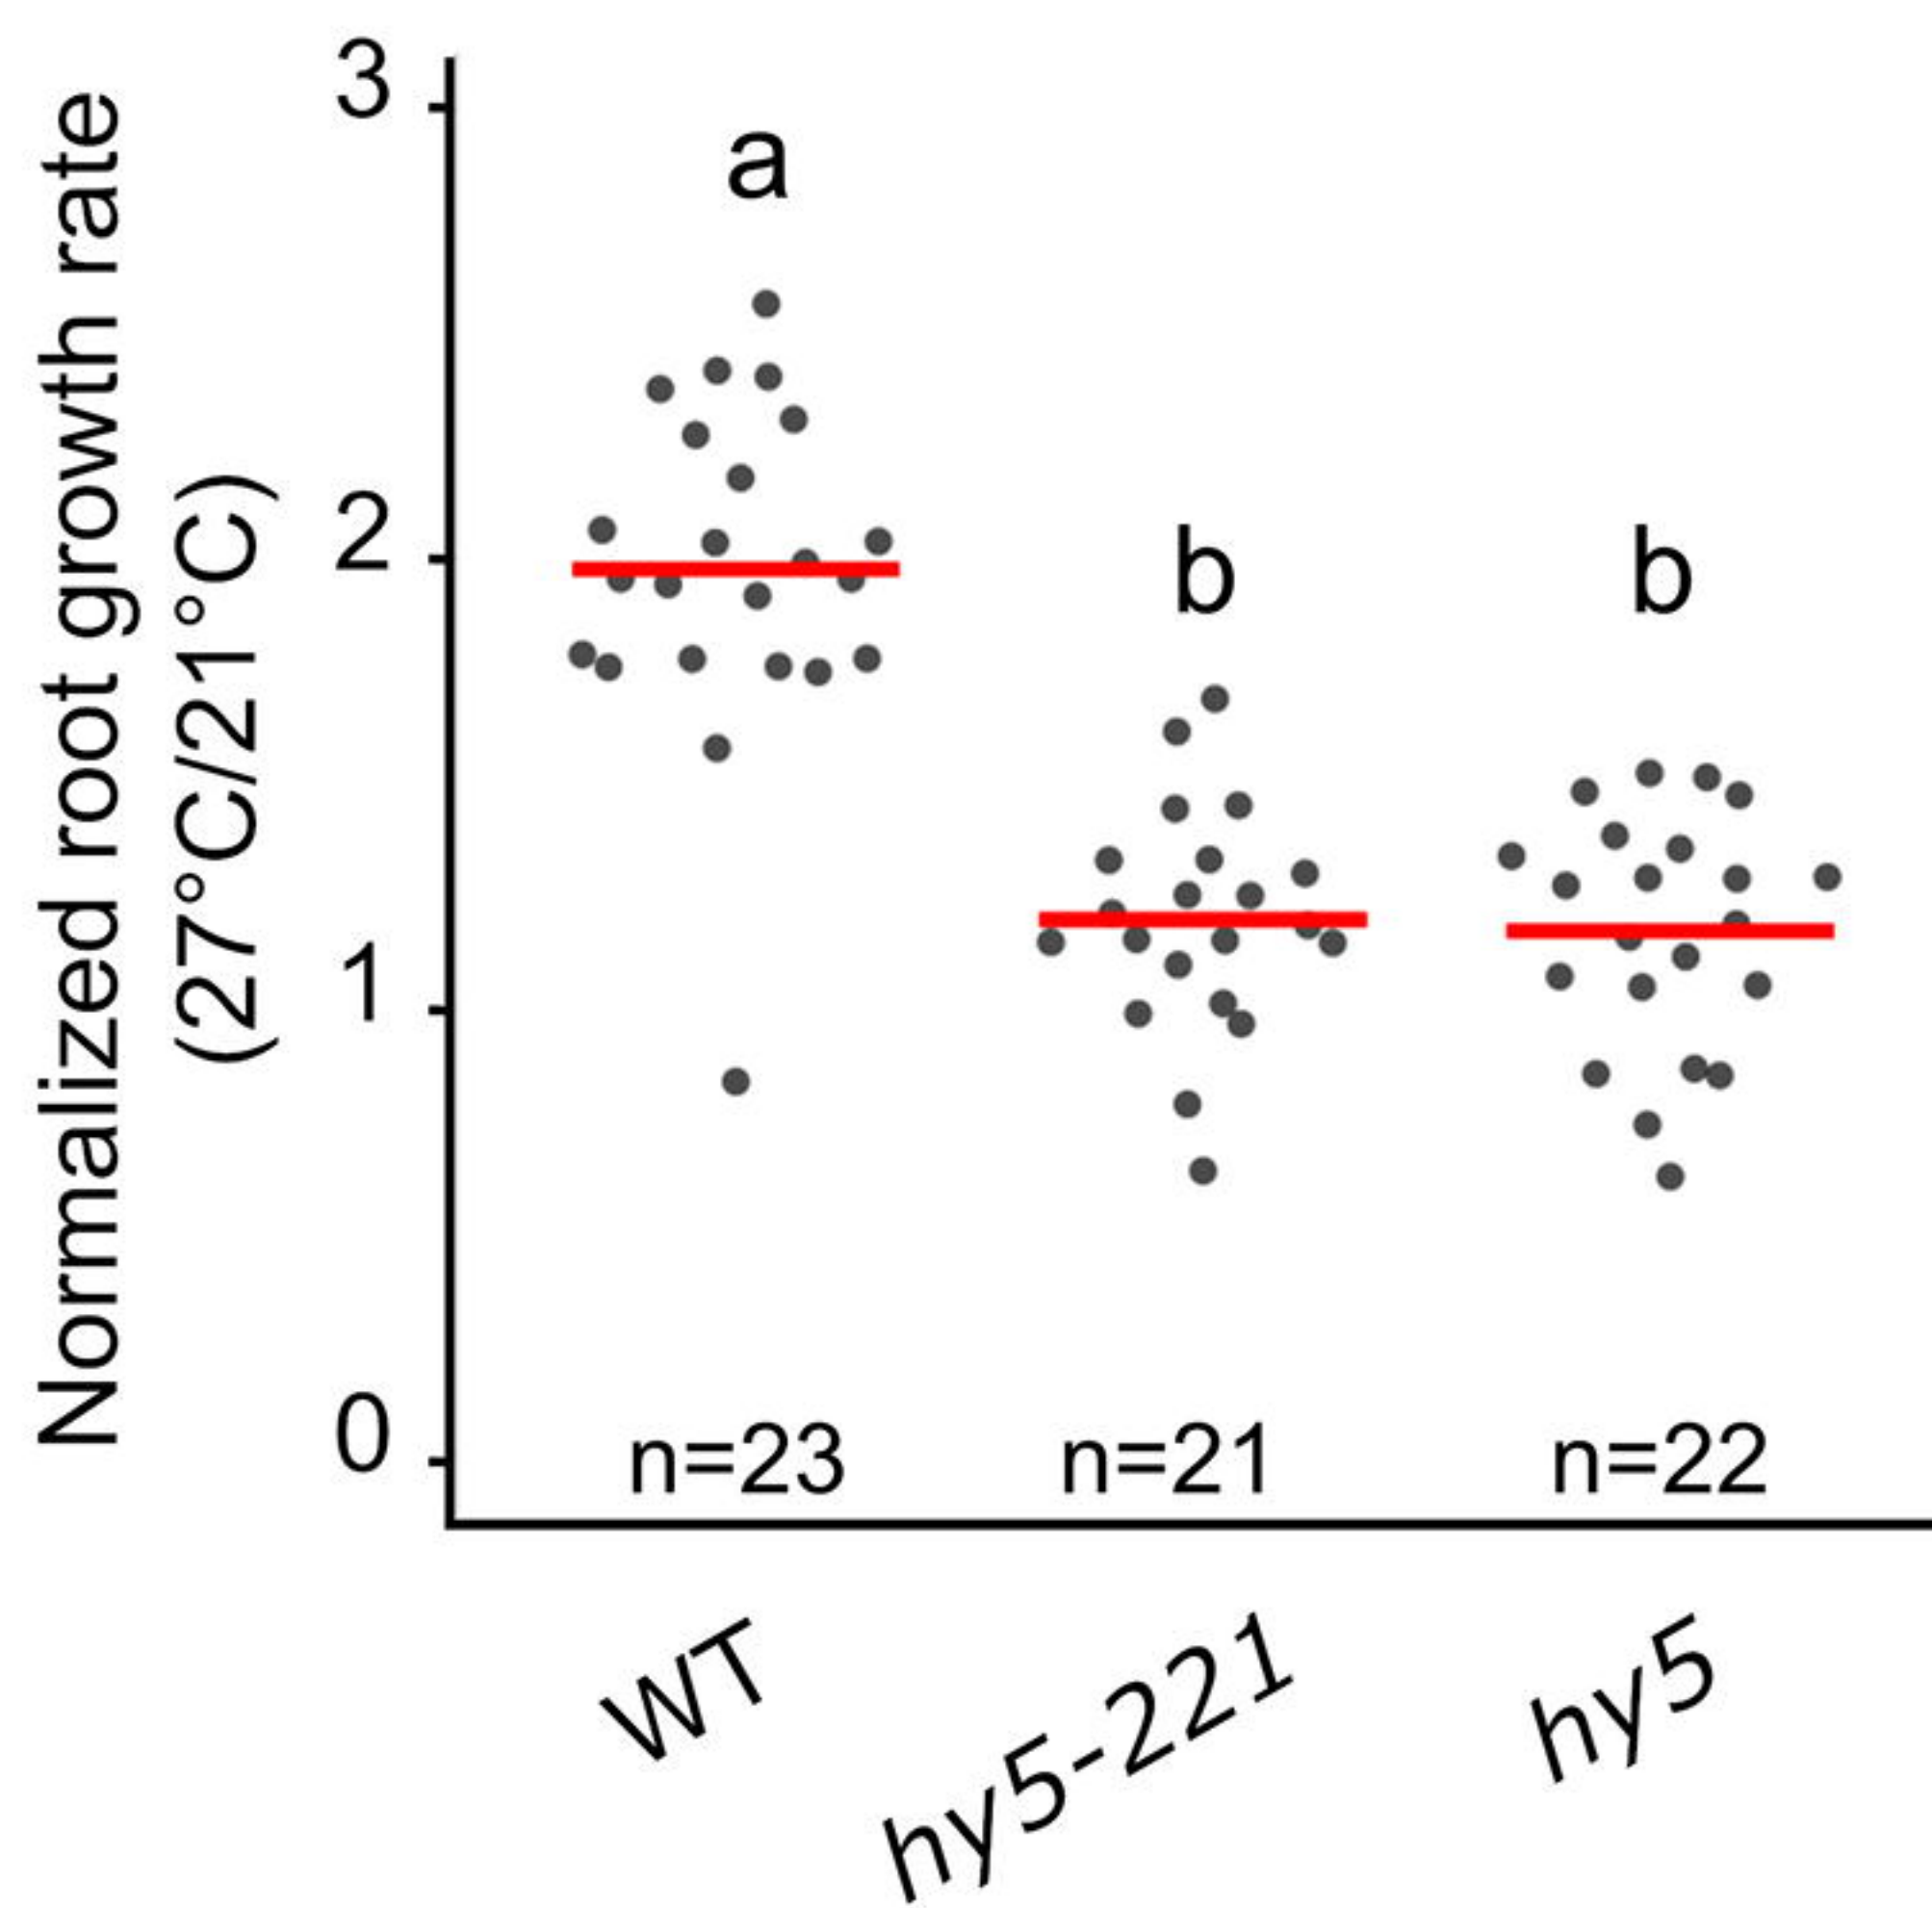 Normalized root growth rate
(27°C/21°C)
3
2
1
0
a
b
b
n=23
n=21
n=22
WT
hy5-221
hy5